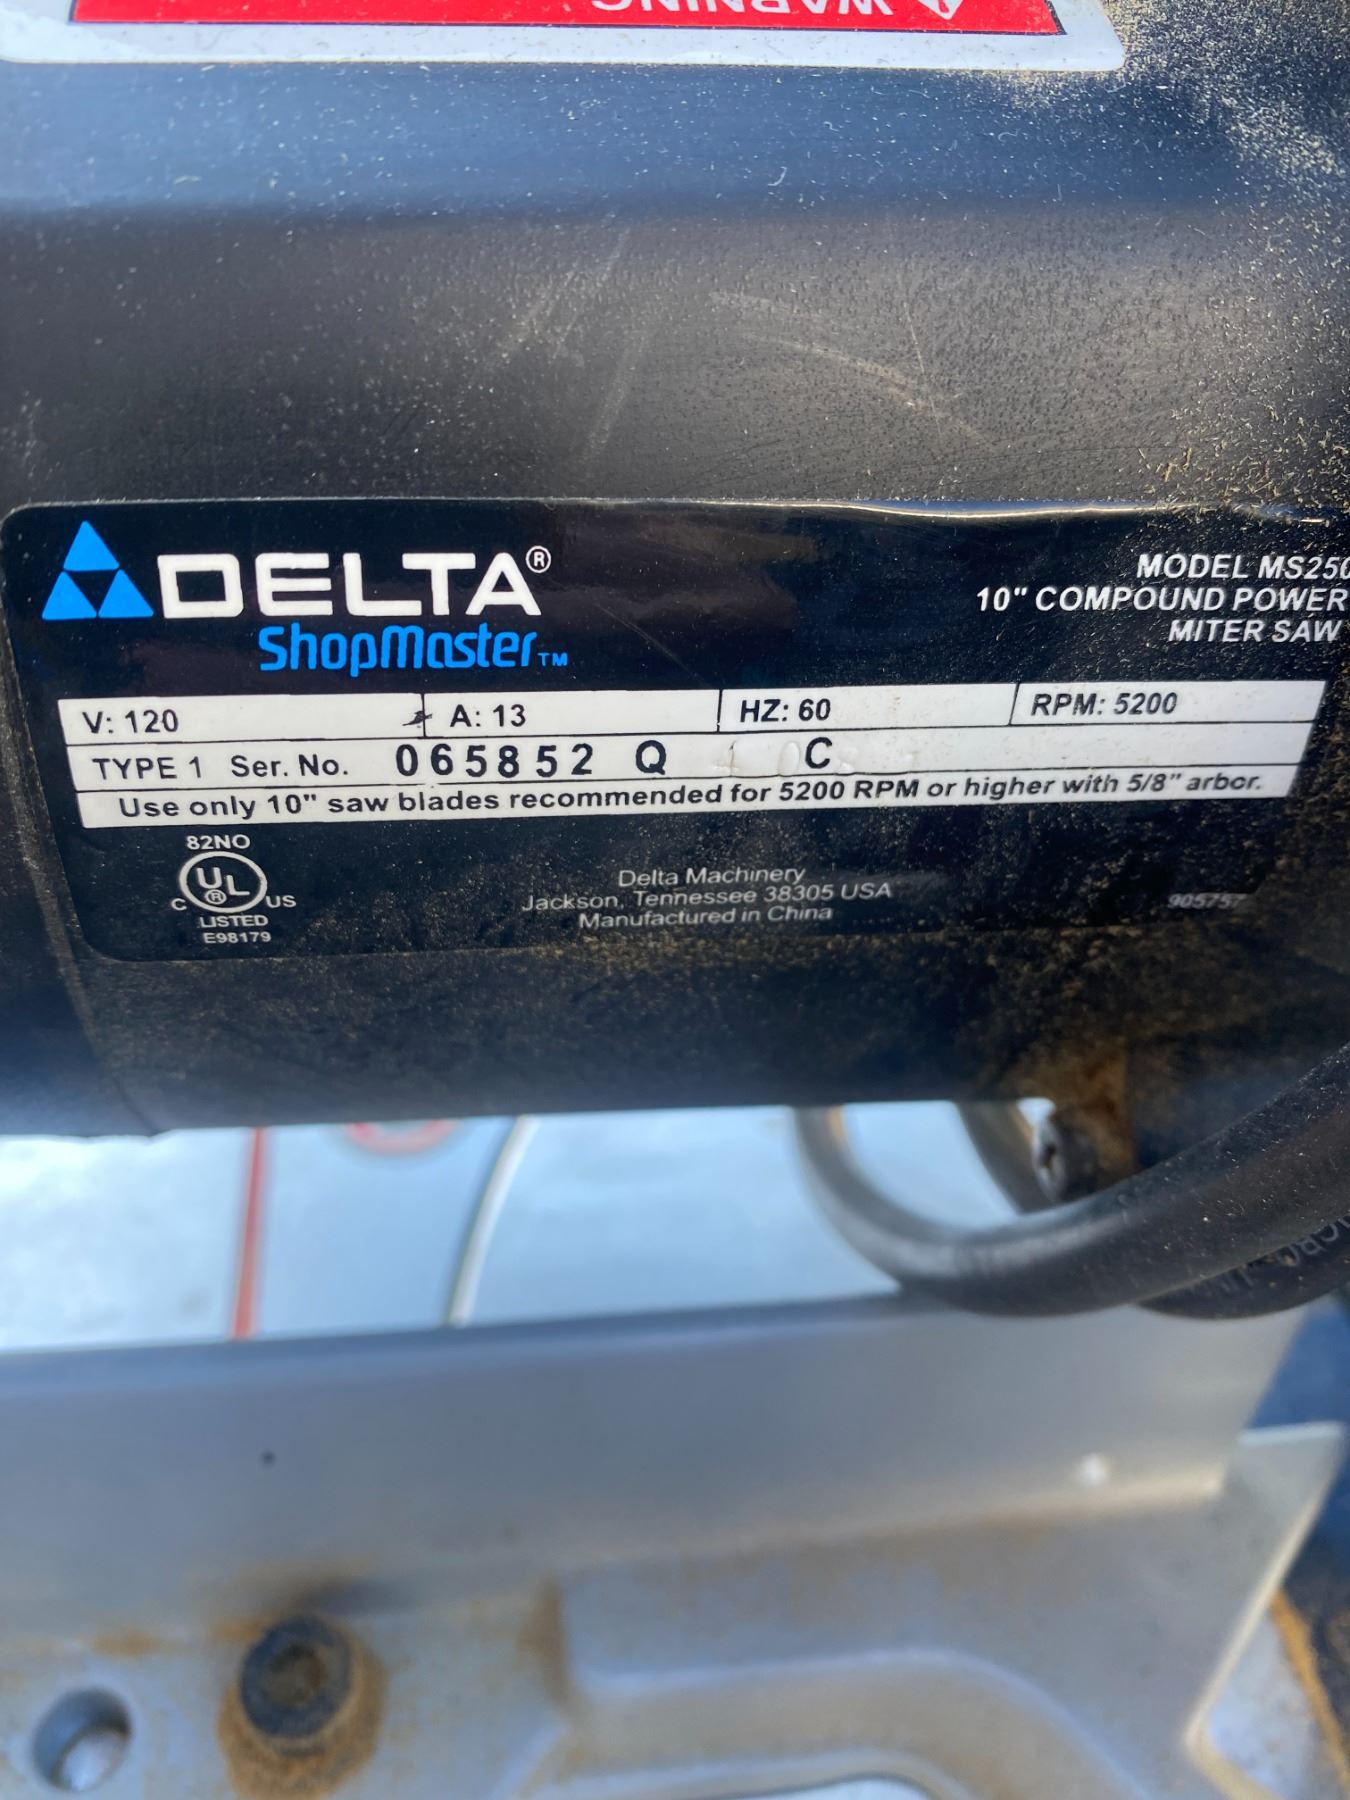 ⚠ WARNING
DELTA®
ShopMaster™
MODEL MS250
10" COMPOUND POWER
MITER SAW
V: 120 A: 13 HZ: 60 RPM: 5200
TYPE 1 Ser. No. 065852 Q C
Use only 10" saw blades recommended for 5200 RPM or higher with 5/8" arbor.
82NO
C UL® US
LISTED
E98179
Delta Machinery
Jackson, Tennessee 38305 USA
Manufactured in China
905757